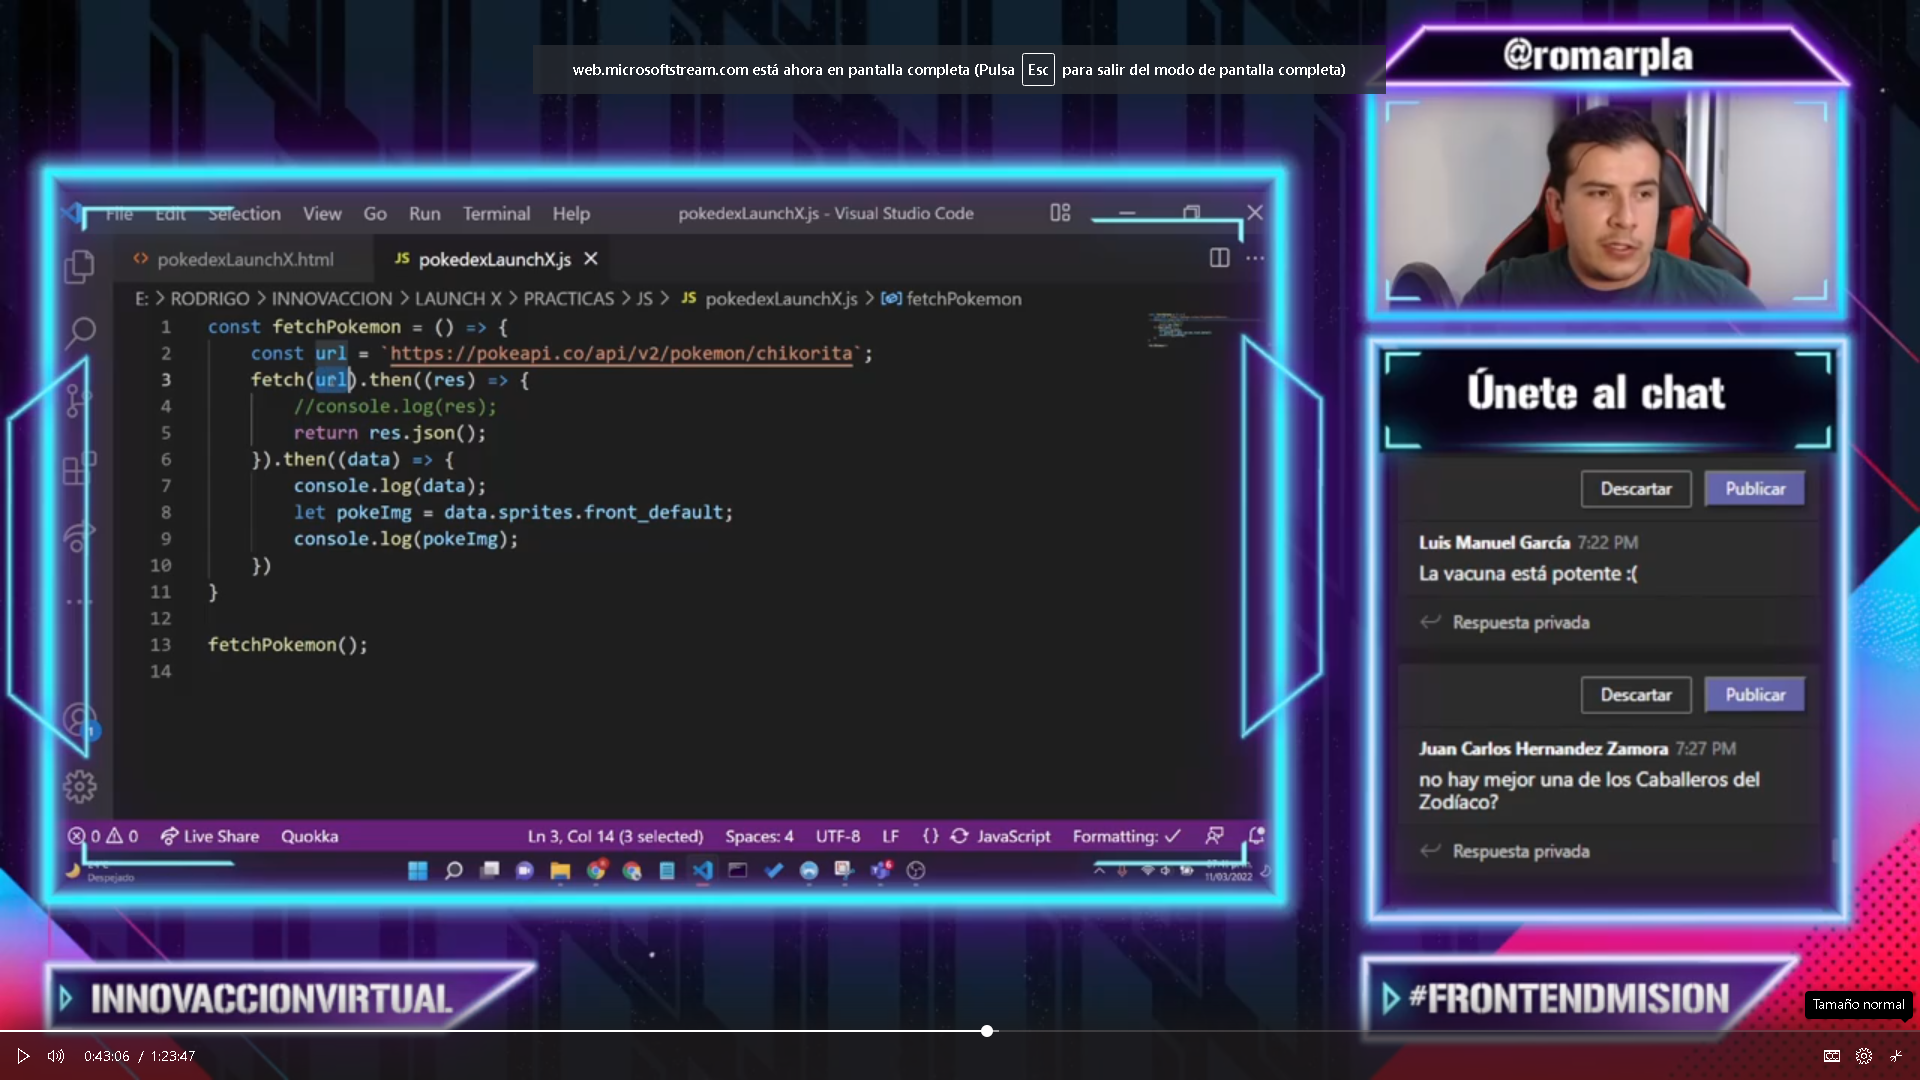 web.microsoftstream.com está ahora en pantalla completa (Pulsa Esc para salir del modo de pantalla completa)
@romarpla
File Edit Selection View Go Run Terminal Help pokedexLaunchX.js - Visual Studio Code
pokedexLaunchX.html JS pokedexLaunchX.js
E: > RODRIGO > INNOVACCION > LAUNCH X > PRACTICAS > JS > JS pokedexLaunchX.js > fetchPokemon
1 const fetchPokemon = () => {
2 const url = `https://pokeapi.co/api/v2/pokemon/chikorita`;
3 fetch(url).then((res) => {
4 //console.log(res);
5 return res.json();
6 }).then((data) => {
7 console.log(data);
8 let pokeImg = data.sprites.front_default;
9 console.log(pokeImg);
10 })
11 }
12
13 fetchPokemon();
14
1
0 0 Live Share Quokka Ln 3, Col 14 (3 selected) Spaces: 4 UTF-8 LF {} JavaScript Formatting: ✓
Despejado
11/03/2022
Únete al chat
Descartar Publicar
Luis Manuel García 7:22 PM
La vacuna está potente :(
Respuesta privada
Descartar Publicar
Juan Carlos Hernandez Zamora 7:27 PM
no hay mejor una de los Caballeros del
Zodíaco?
Respuesta privada
INNOVACCIONVIRTUAL
#FRONTENDMISION
Tamaño normal
0:43:06 / 1:23:47
CC